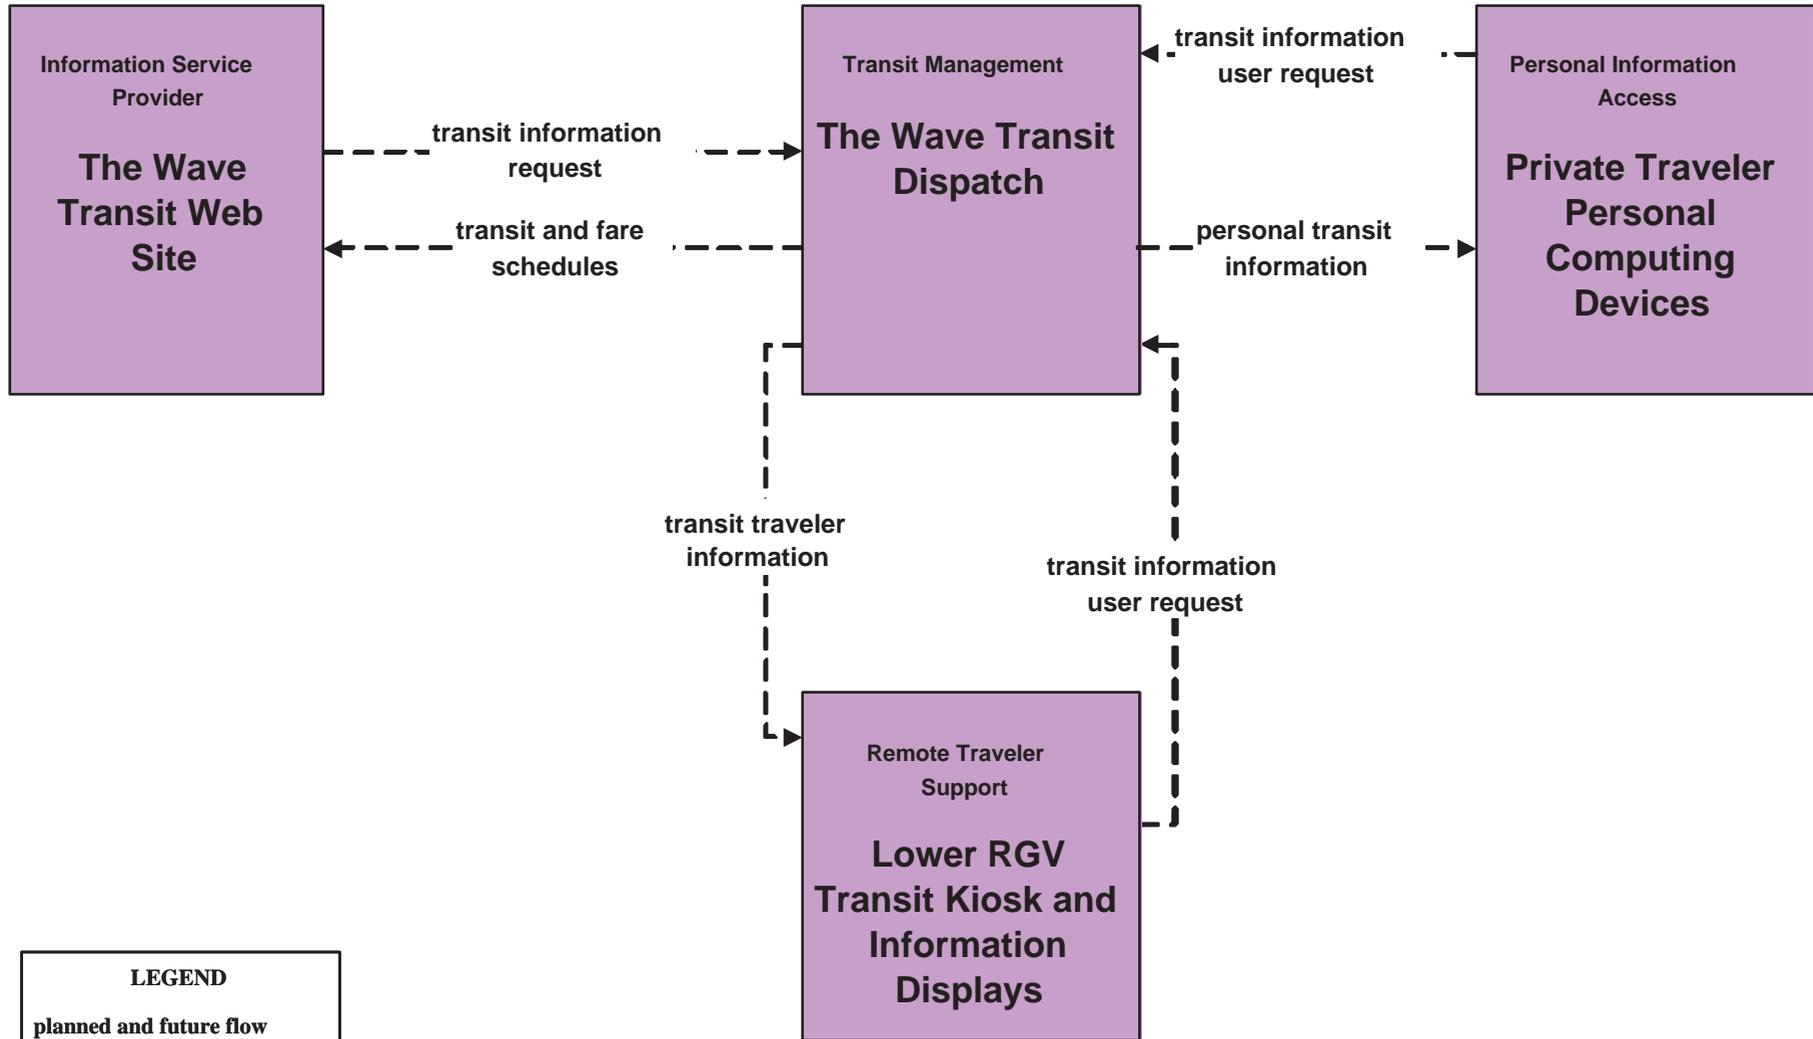 Information Service
Provider
The Wave
Transit Web
Site
transit information
request
transit and fare
schedules
Transit Management
The Wave Transit
Dispatch
transit information
user request
personal transit
information
Personal Information
Access
Private Traveler
Personal
Computing
Devices
transit traveler
information
transit information
user request
Remote Traveler
Support
Lower RGV
Transit Kiosk and
Information
Displays
LEGEND
planned and future flow